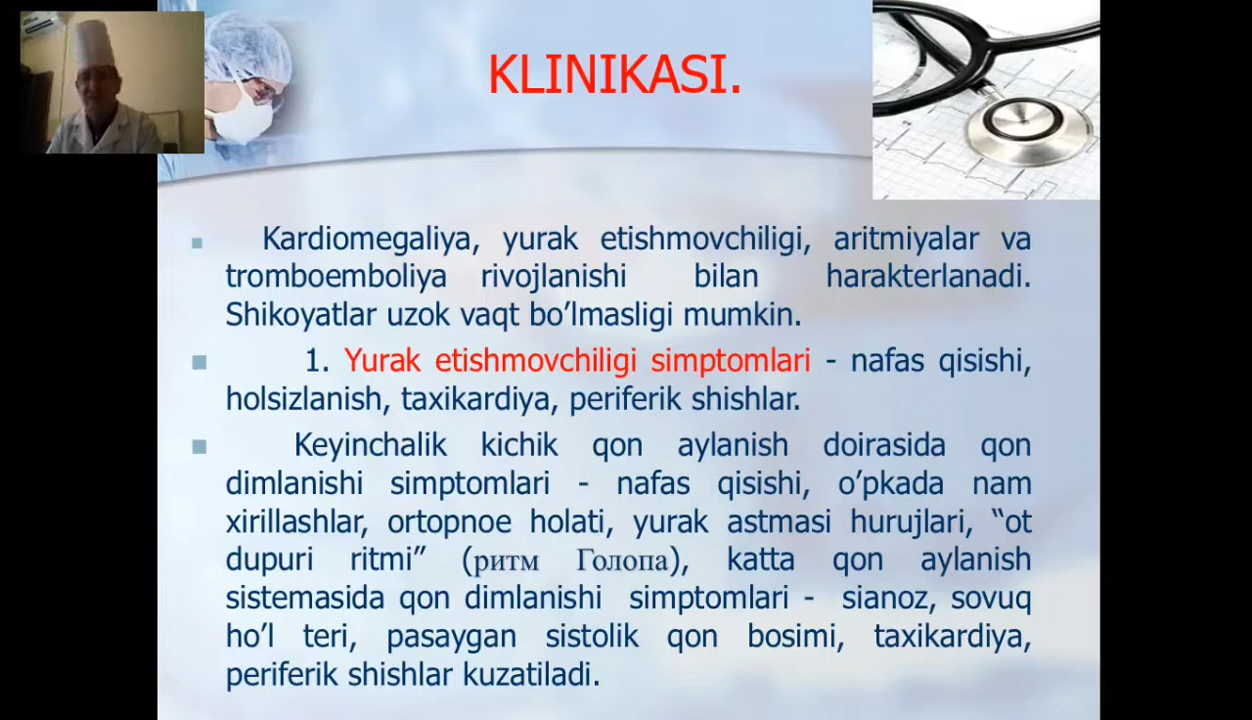 KLINIKASI.
Kardiomegaliya, yurak etishmovchiligi, aritmiyalar va
tromboemboliya rivojlanishi bilan harakterlanadi.
Shikoyatlar uzok vaqt bo’lmasligi mumkin.
1. Yurak etishmovchiligi simptomlari - nafas qisishi,
holsizlanish, taxikardiya, periferik shishlar.
Keyinchalik kichik qon aylanish doirasida qon
dimlanishi simptomlari - nafas qisishi, o’pkada nam
xirillashlar, ortopnoe holati, yurak astmasi hurujlari, “ot
dupuri ritmi” (ритм Голопа), katta qon aylanish
sistemasida qon dimlanishi simptomlari - sianoz, sovuq
ho’l teri, pasaygan sistolik qon bosimi, taxikardiya,
periferik shishlar kuzatiladi.